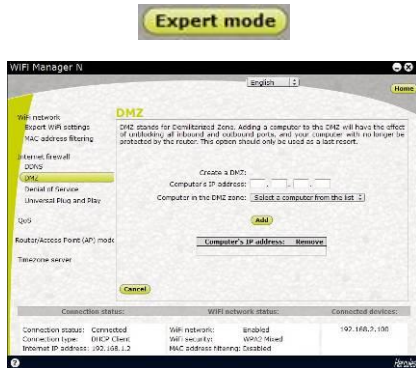 Expert mode
WiFi Manager N
English
Home
WiFi network
Expert WiFi settings
MAC address filtering
Internet firewall
DDNS
DMZ
Denial of Service
Universal Plug and Play
QoS
Router/Access Point (AP) mode
Timezone server
DMZ
DMZ stands for Demilitarized Zone. Adding a computer to the DMZ will have the effect
of unblocking all inbound and outbound ports, and your computer with no longer be
protected by the router. This option should only be used as a last resort.
Create a DMZ:
Computer's IP address: . . .
Computer in the DMZ zone: Select a computer from the list
Add
Computer's IP address: Remove
Cancel
Connection status:
Connection status: Connected
Connection type: DHCP Client
Internet IP address: 192.168.1.2
WiFi network status:
WiFi network: Enabled
WiFi security: WPA2 Mixed
MAC address filtering: Disabled
Connected devices:
192.168.2.100
?
Hercules